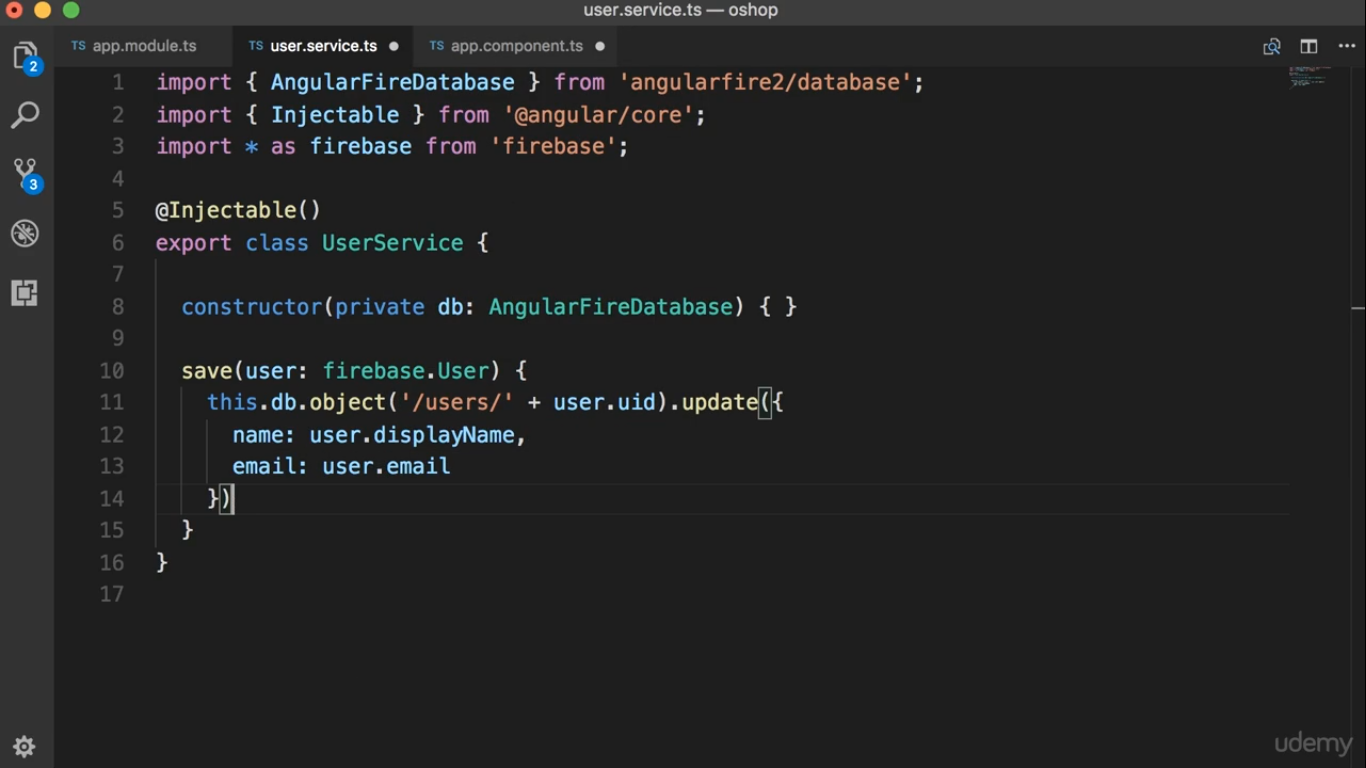 user.service.ts — oshop
TS app.module.ts TS user.service.ts ● TS app.component.ts ●
2
3
1 import { AngularFireDatabase } from 'angularfire2/database';
2 import { Injectable } from '@angular/core';
3 import * as firebase from 'firebase';
4
5 @Injectable()
6 export class UserService {
7
8   constructor(private db: AngularFireDatabase) { }
9
10   save(user: firebase.User) {
11     this.db.object('/users/' + user.uid).update({
12       name: user.displayName,
13       email: user.email
14     })
15   }
16 }
17
udemy